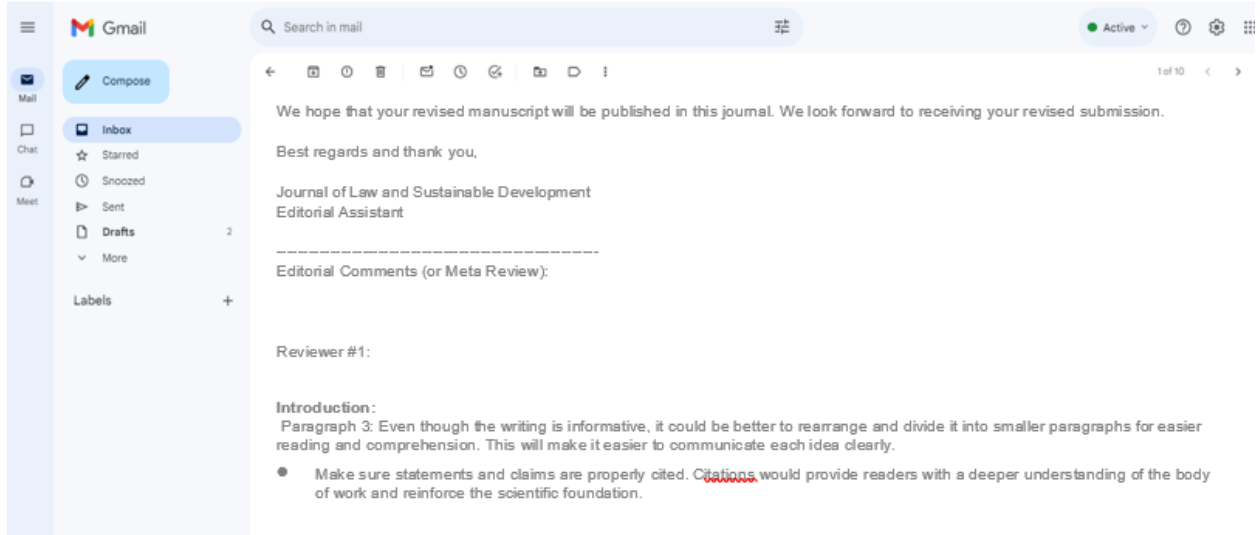 Gmail
Search in mail
Active
Mail
Compose
1 of 10
We hope that your revised manuscript will be published in this journal. We look forward to receiving your revised submission.
Inbox
Chat
Starred
Best regards and thank you,
Snoozed
Meet
Sent
Journal of Law and Sustainable Development
Editorial Assistant
Drafts 2
More
------------------------------------------------------
Editorial Comments (or Meta Review):
Labels +
Reviewer #1:
Introduction:
Paragraph 3: Even though the writing is informative, it could be better to rearrange and divide it into smaller paragraphs for easier
reading and comprehension. This will make it easier to communicate each idea clearly.
● Make sure statements and claims are properly cited. Citations would provide readers with a deeper understanding of the body
of work and reinforce the scientific foundation.